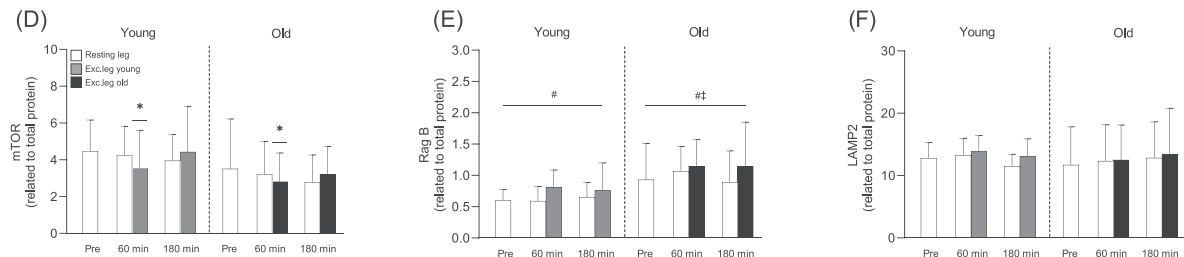 (D)
Young
Old
mTOR
(related to total protein)
10
8
6
4
2
0
Resting leg
Exc.leg young
Exc.leg old
*
*
Pre
60 min
180 min
Pre
60 min
180 min
(E)
Young
Old
Rag B
(related to total protein)
3.0
2.5
2.0
1.5
1.0
0.5
0.0
#
#‡
Pre
60 min
180 min
Pre
60 min
180 min
(F)
Young
Old
LAMP2
(related to total protein)
30
20
10
0
Pre
60 min
180 min
Pre
60 min
180 min